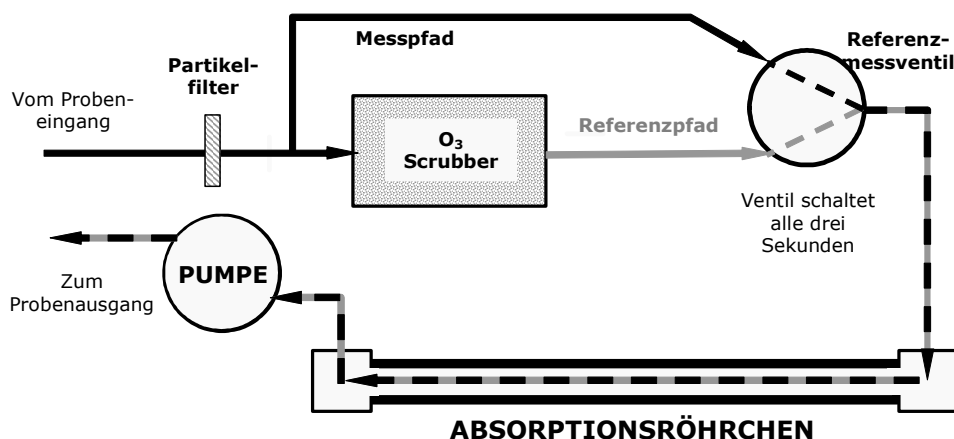 Messpfad
Referenz-
messventil
Partikel-
filter
Vom Proben-
eingang
O₃
Scrubber
Referenzpfad
Ventil schaltet
alle drei
Sekunden
PUMPE
Zum
Probenausgang
ABSORPTIONSRÖHRCHEN